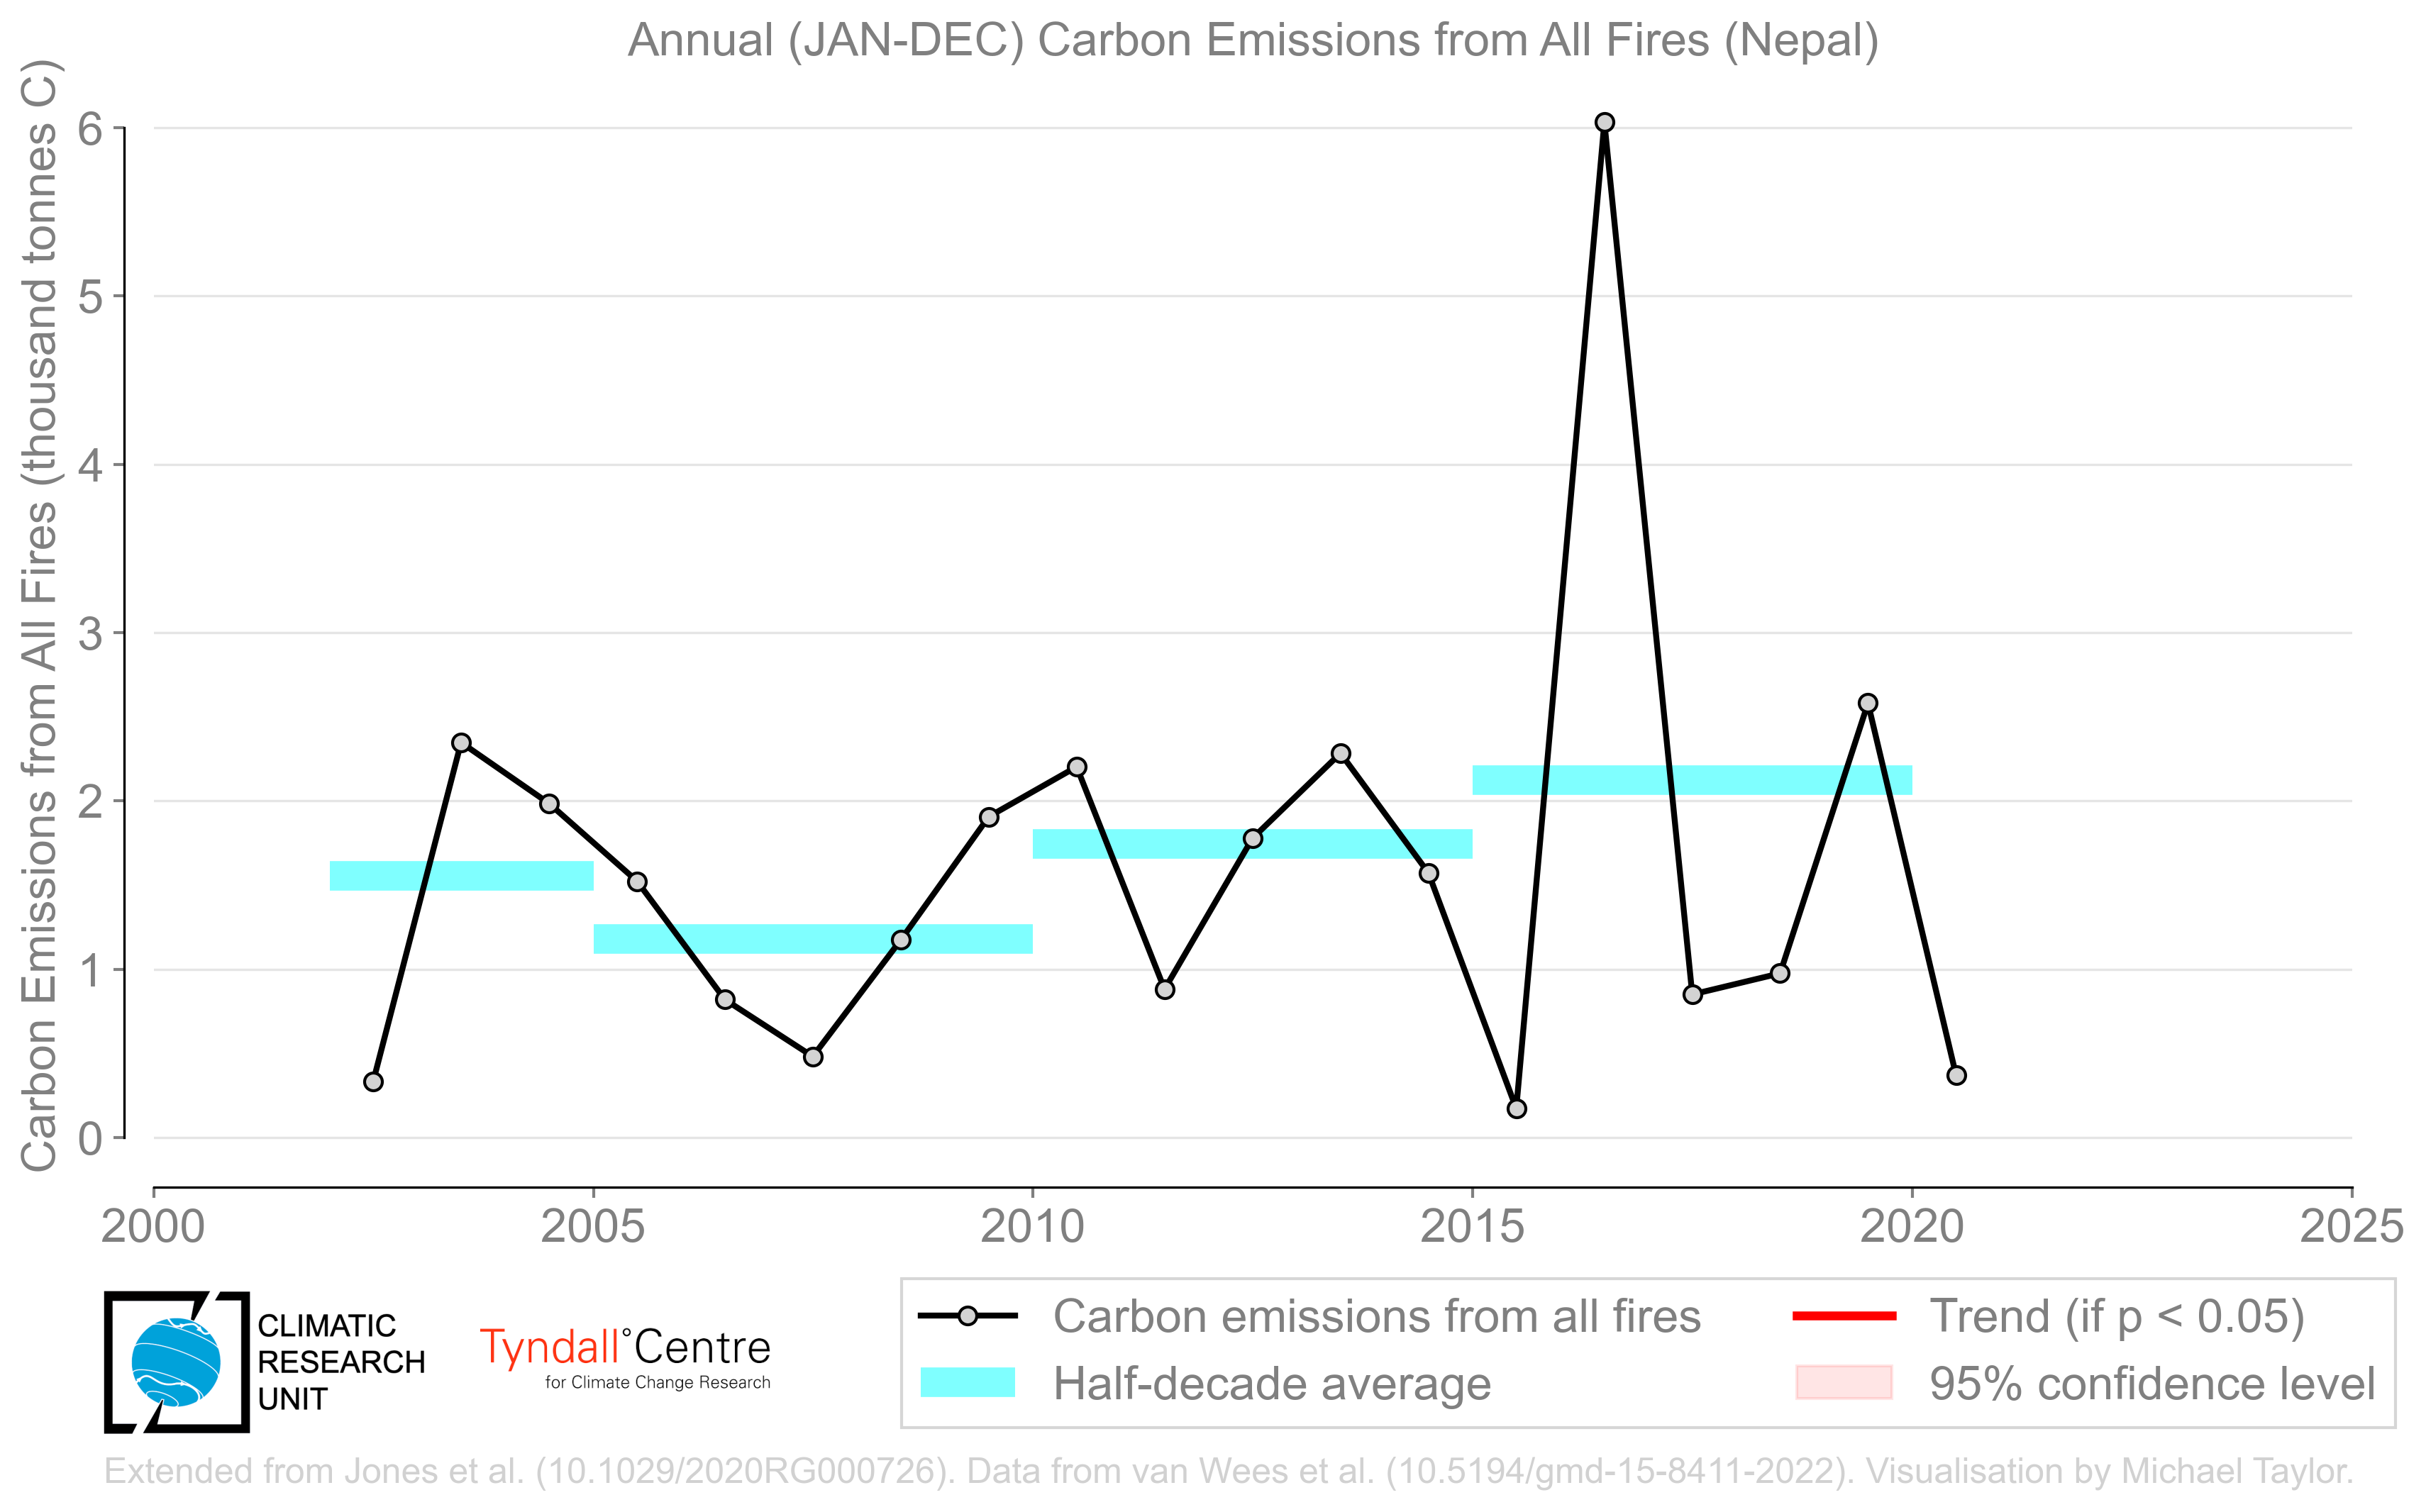 Annual (JAN-DEC) Carbon Emissions from All Fires (Nepal)
Carbon Emissions from All Fires (thousand tonnes C)
6
5
4
3
2
1
0
2000 2005 2010 2015 2020 2025
CLIMATIC
RESEARCH
UNIT
Tyndall°Centre
for Climate Change Research
Carbon emissions from all fires
Half-decade average
Trend (if p < 0.05)
95% confidence level
Extended from Jones et al. (10.1029/2020RG000726). Data from van Wees et al. (10.5194/gmd-15-8411-2022). Visualisation by Michael Taylor.